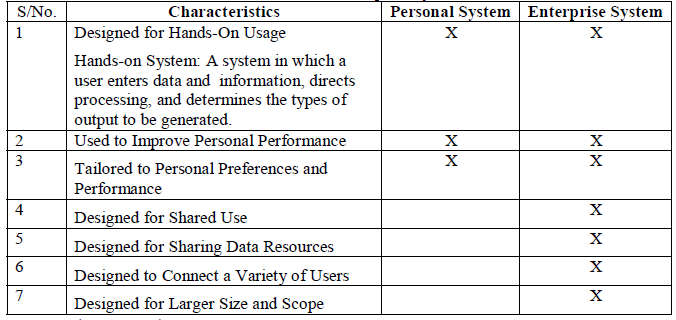 S/No. Characteristics Personal System Enterprise System
1 Designed for Hands-On Usage X X
Hands-on System: A system in which a
user enters data and information, directs
processing, and determines the types of
output to be generated.
2 Used to Improve Personal Performance X X
3 Tailored to Personal Preferences and X X
Performance
4 Designed for Shared Use X
5 Designed for Sharing Data Resources X
6 Designed to Connect a Variety of Users X
7 Designed for Larger Size and Scope X